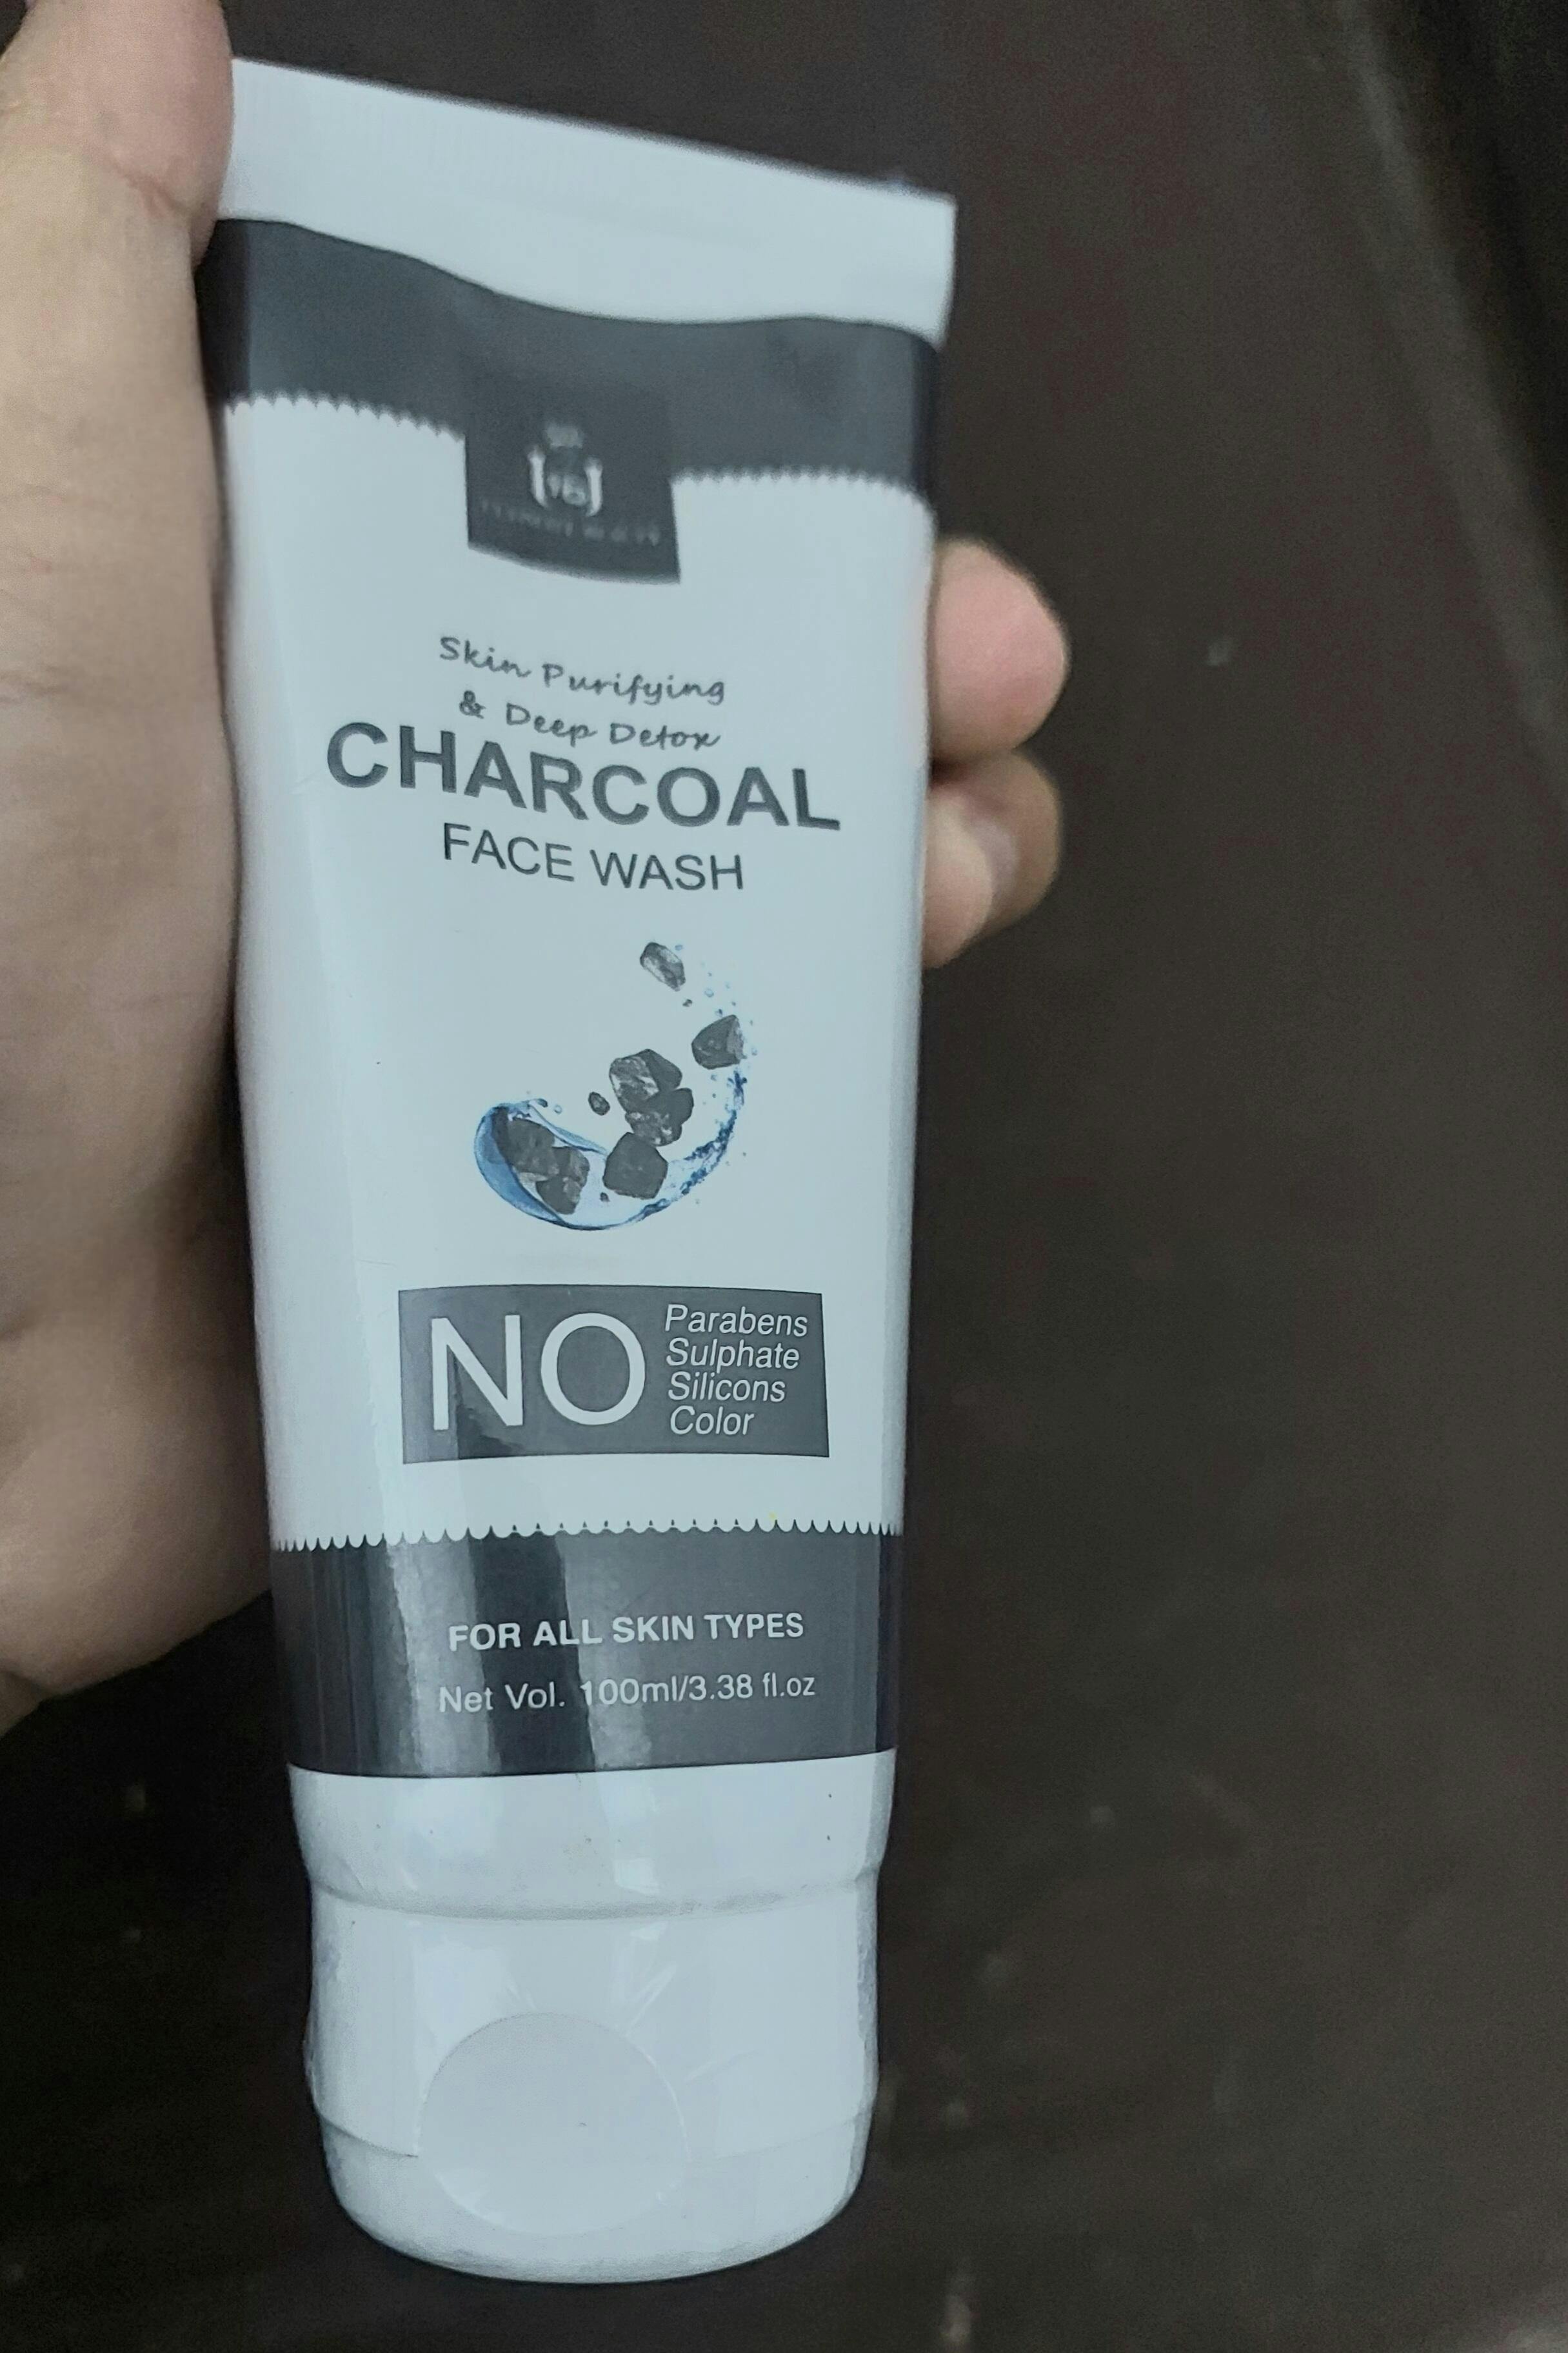 Skin Purifying
& Deep Detox
CHARCOAL
FACE WASH
NO
Parabens
Sulphate
Silicons
Color
FOR ALL SKIN TYPES
Net Vol. 100ml/3.38 fl.oz